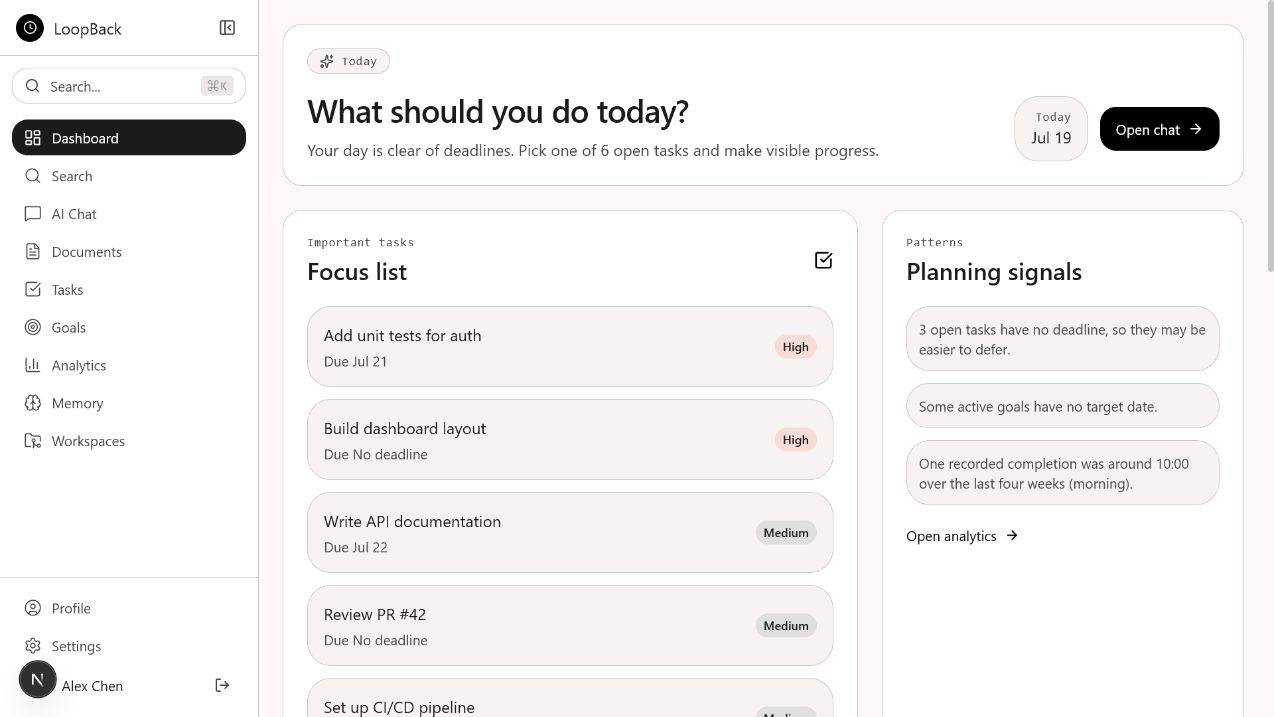 LoopBack
Search...
⌘K
Dashboard
Search
AI Chat
Documents
Tasks
Goals
Analytics
Memory
Workspaces
Profile
Settings
N
Alex Chen
Today
What should you do today?
Your day is clear of deadlines. Pick one of 6 open tasks and make visible progress.
Today
Jul 19
Open chat
Important tasks
Focus list
Add unit tests for auth
Due Jul 21
High
Build dashboard layout
Due No deadline
High
Write API documentation
Due Jul 22
Medium
Review PR #42
Due No deadline
Medium
Set up CI/CD pipeline
Medium
Patterns
Planning signals
3 open tasks have no deadline, so they may be
easier to defer.
Some active goals have no target date.
One recorded completion was around 10:00
over the last four weeks (morning).
Open analytics